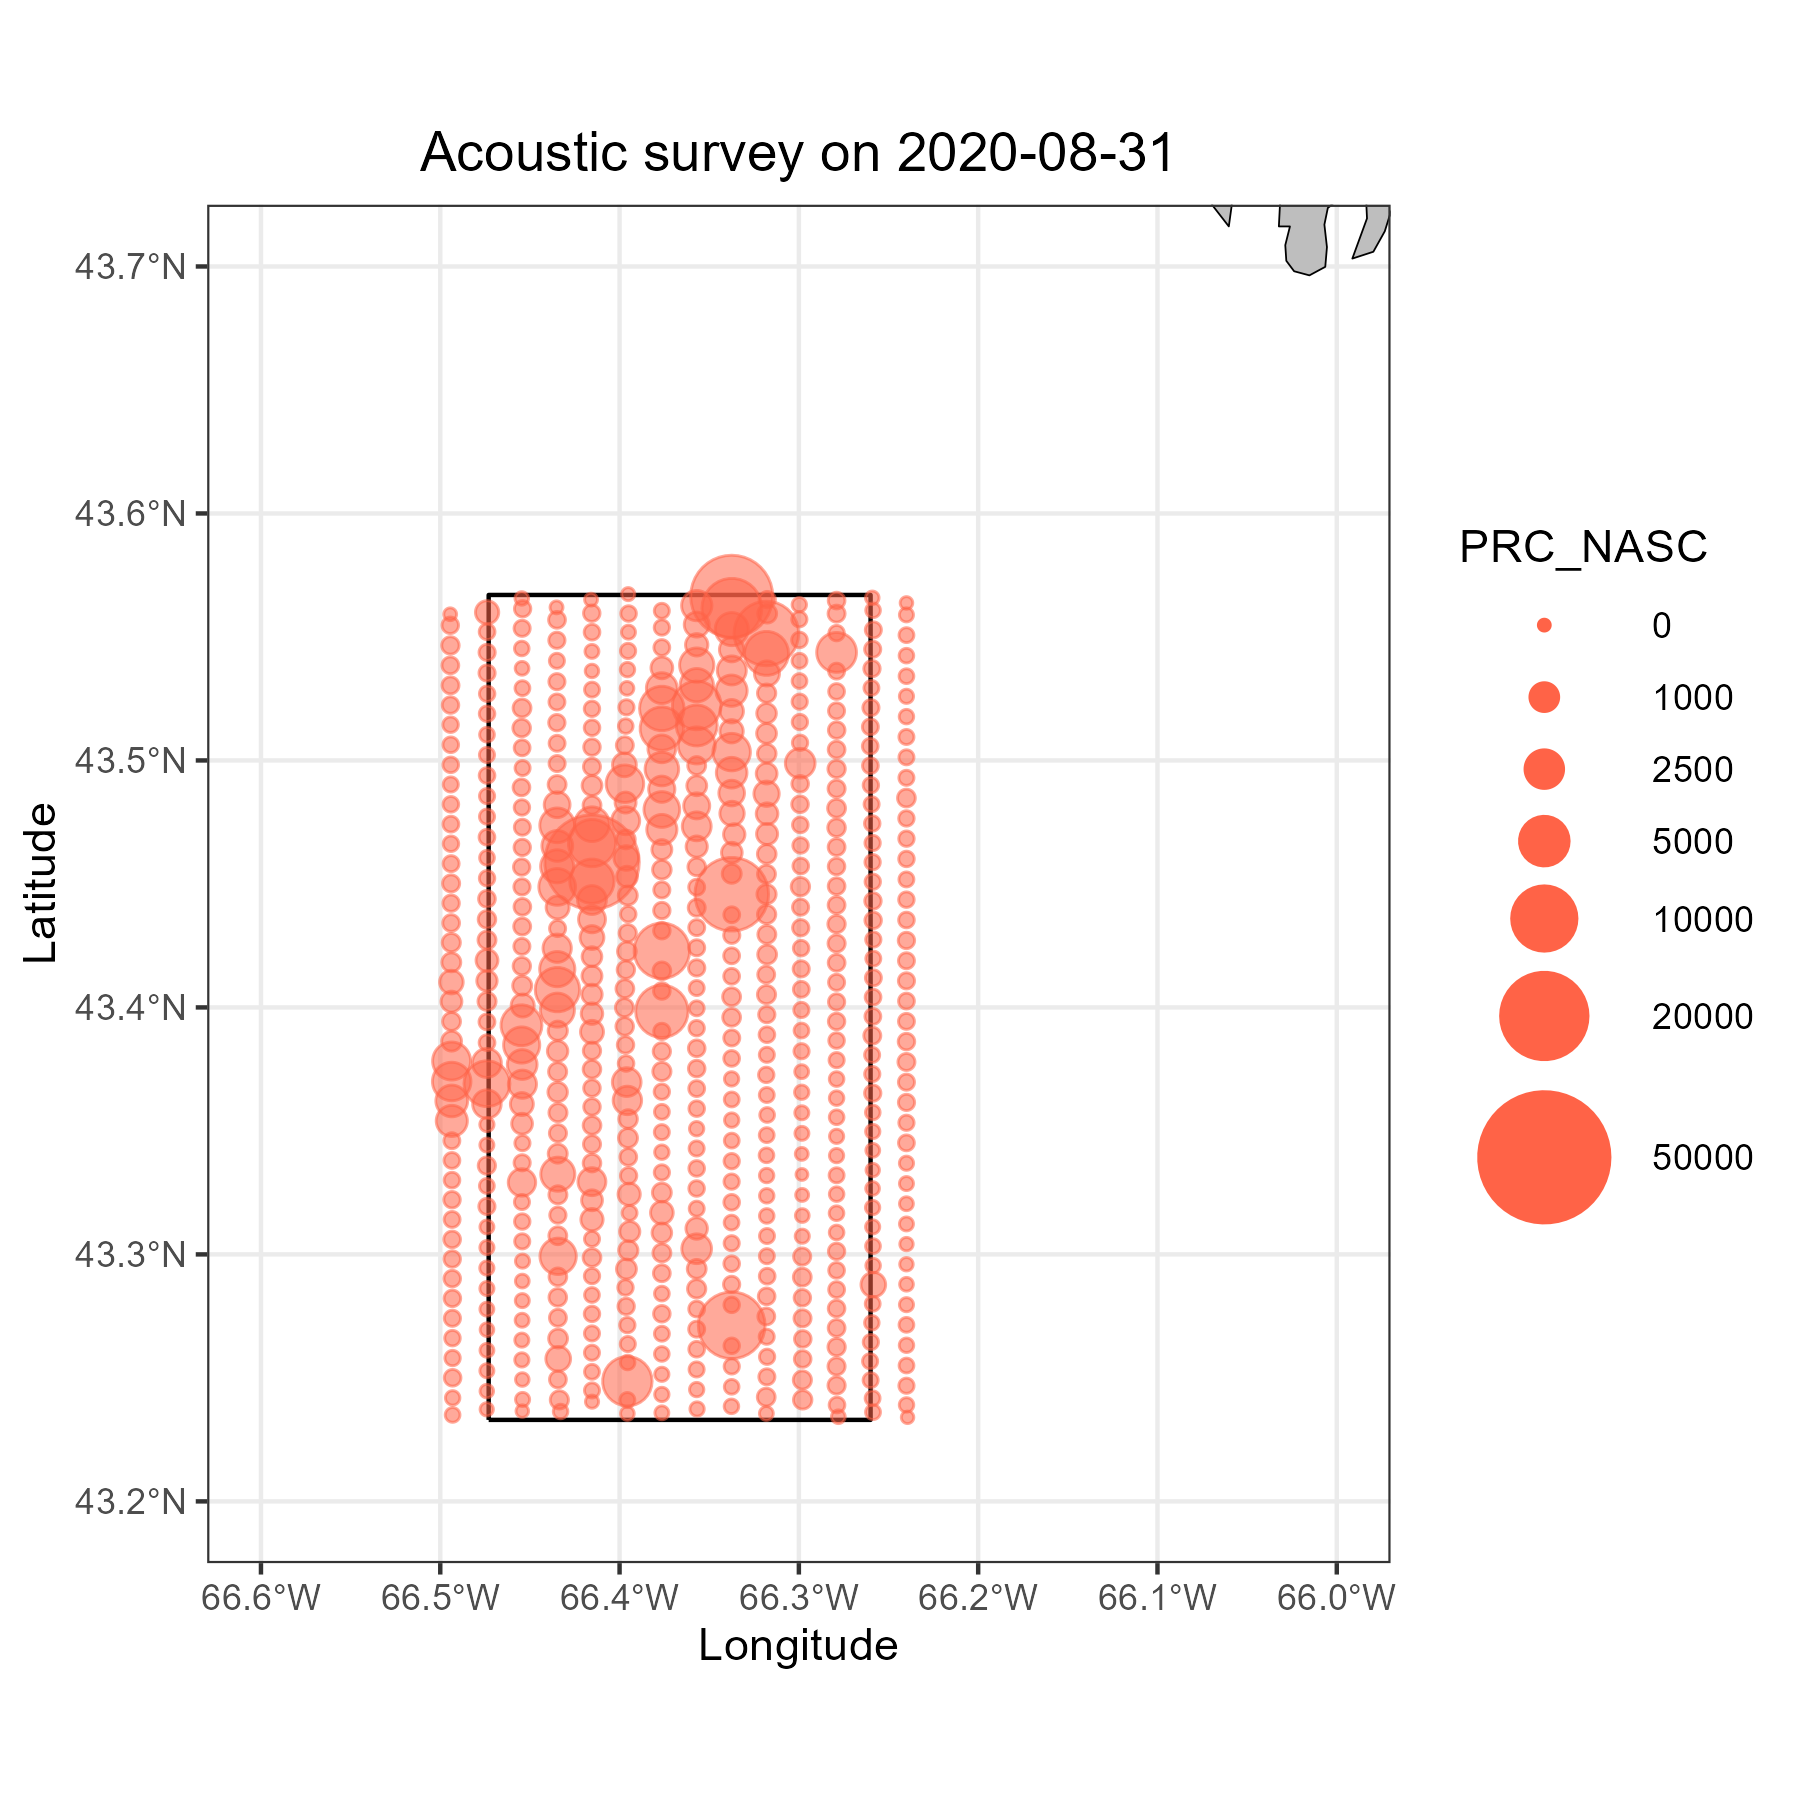 Acoustic survey on 2020-08-31
43.7°N
43.6°N
43.5°N
43.4°N
43.3°N
43.2°N
Latitude
66.6°W 66.5°W 66.4°W 66.3°W 66.2°W 66.1°W 66.0°W
Longitude
PRC_NASC
0
1000
2500
5000
10000
20000
50000